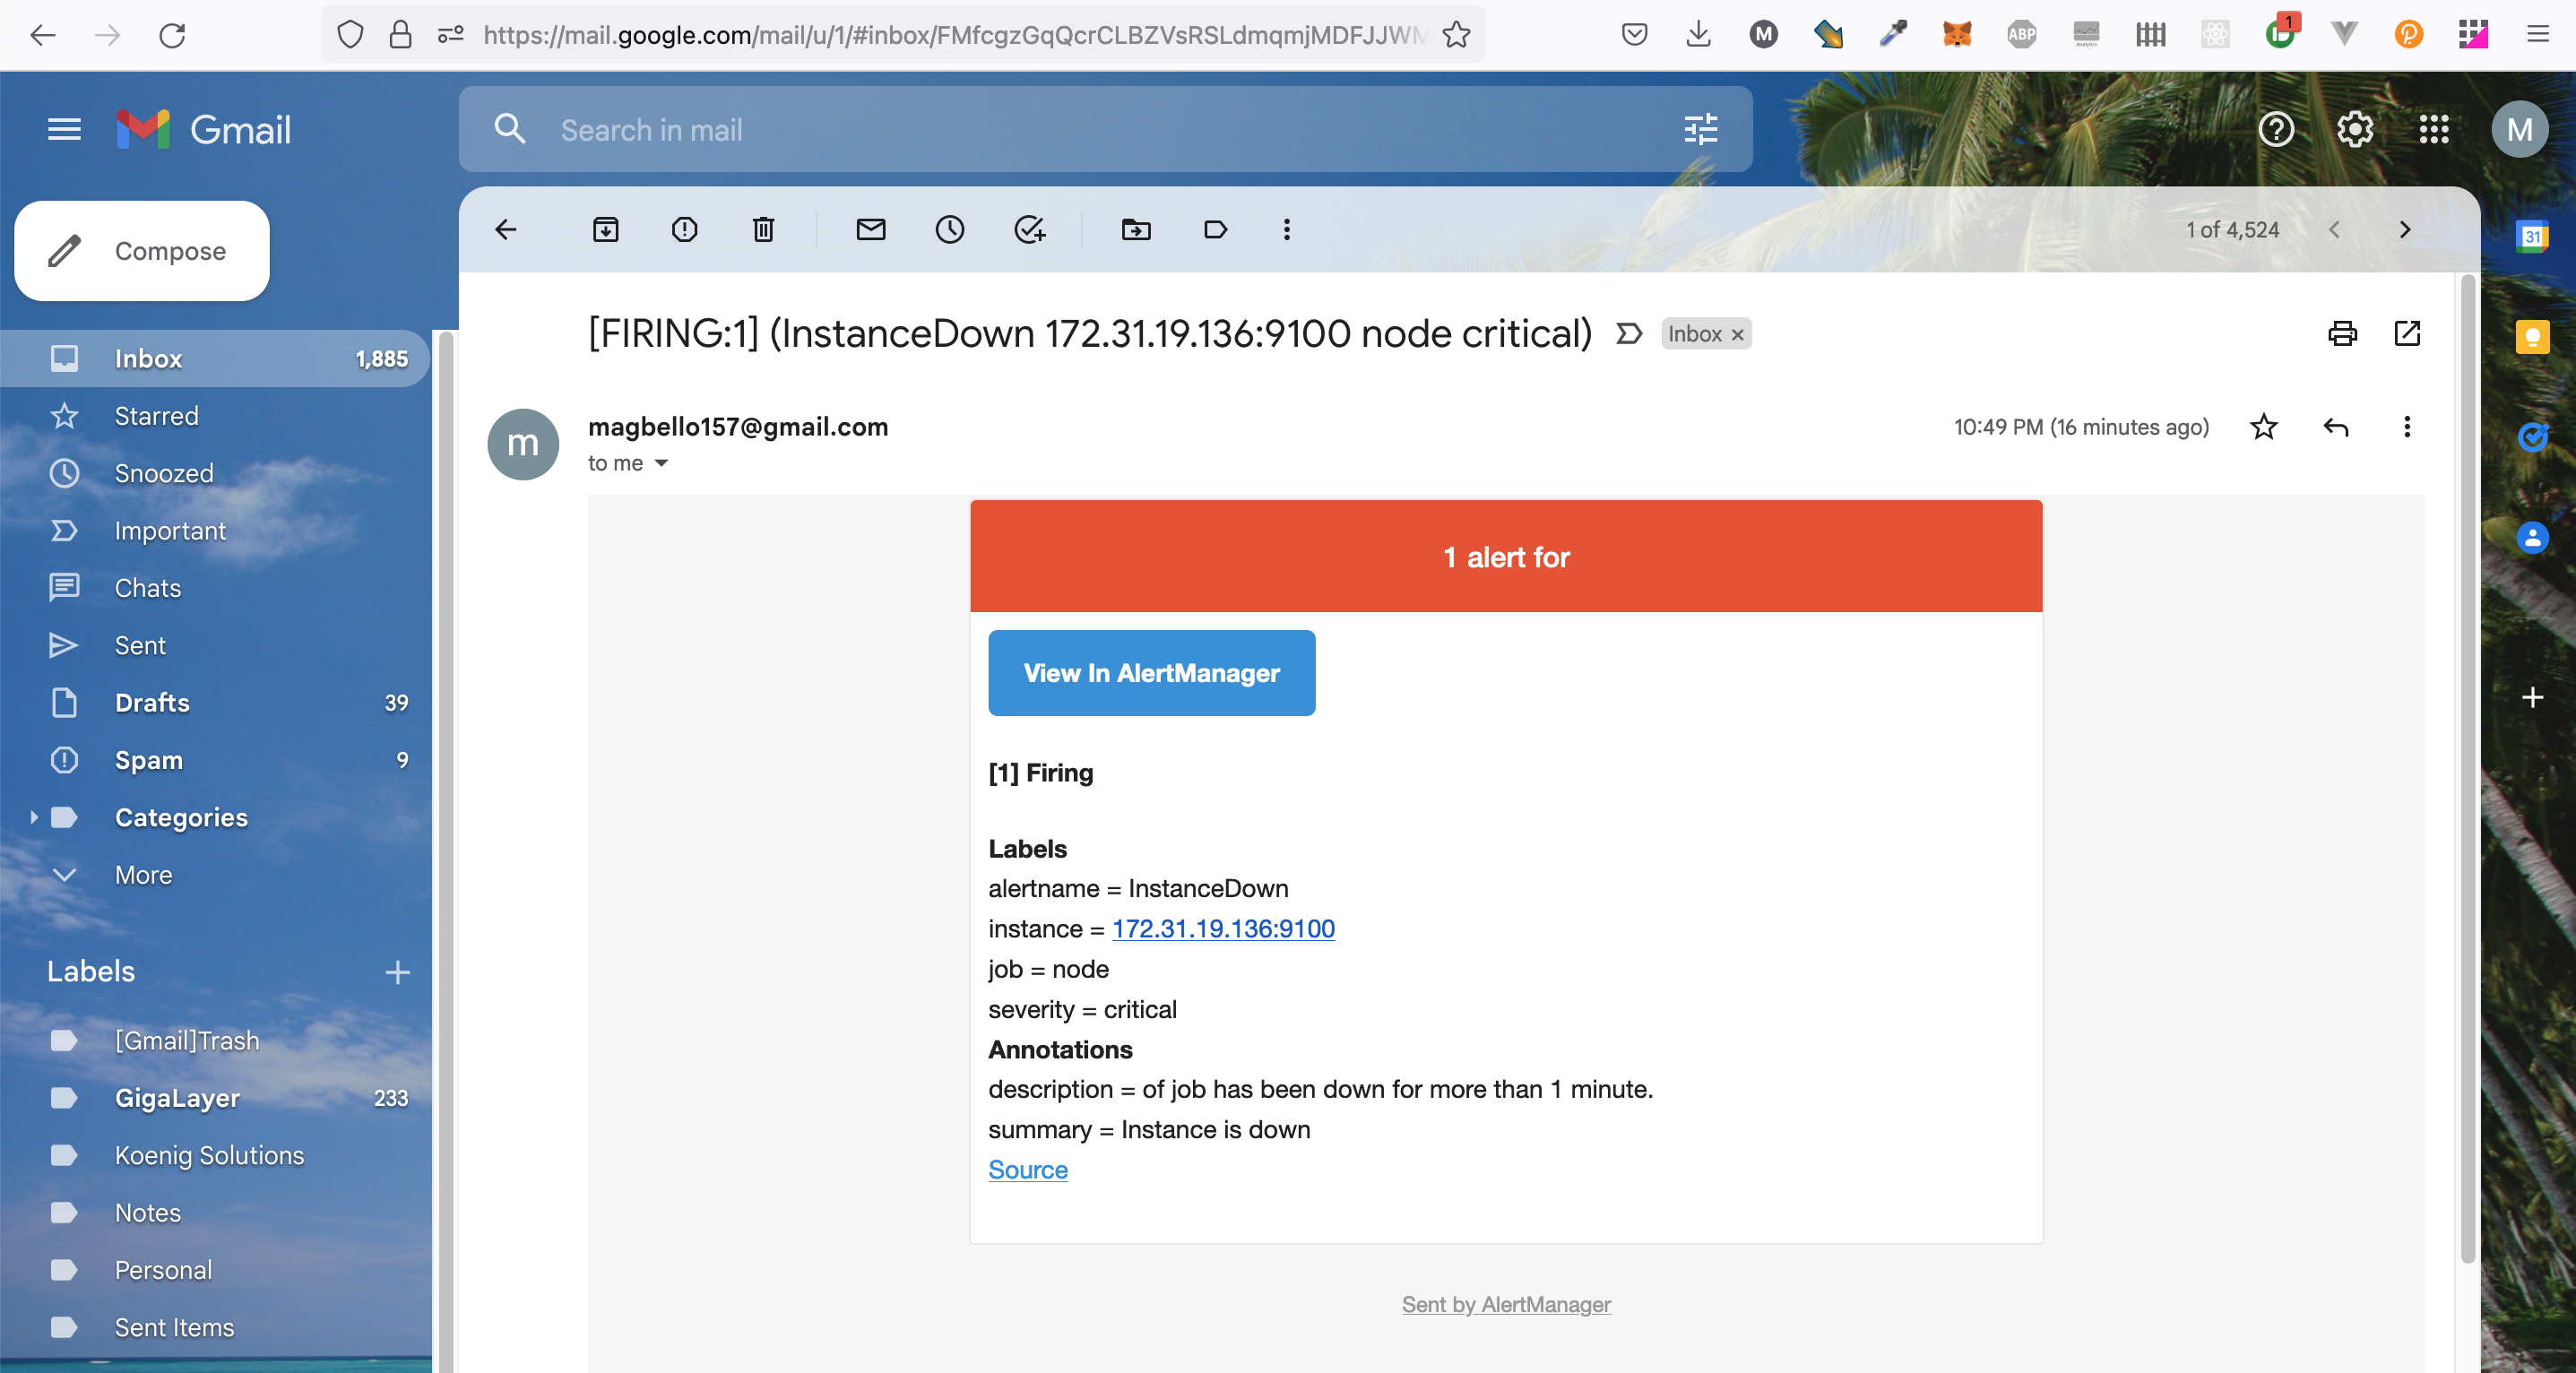 https://mail.google.com/mail/u/1/#inbox/FMfcgzGqQcrCLBZVsRSLdmqmjMDFJJWM
M
ABP
Analytics
1
Gmail
Search in mail
M
Compose
1 of 4,524
31
Inbox 1,885
Starred
Snoozed
Important
Chats
Sent
Drafts 39
Spam 9
Categories
More
Labels
[Gmail]Trash
GigaLayer 233
Koenig Solutions
Notes
Personal
Sent Items
[FIRING:1] (InstanceDown 172.31.19.136:9100 node critical)
Inbox
m
magbello157@gmail.com
10:49 PM (16 minutes ago)
to me
1 alert for
View In AlertManager
[1] Firing
Labels
alertname = InstanceDown
instance = 172.31.19.136:9100
job = node
severity = critical
Annotations
description = of job has been down for more than 1 minute.
summary = Instance is down
Source
Sent by AlertManager